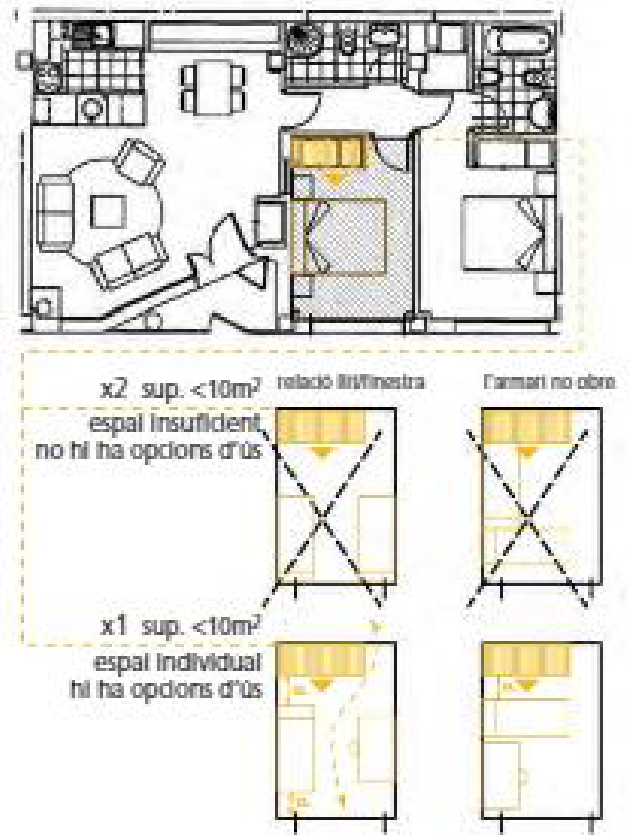 x2 sup. <10m²
espai insuficient
no hi ha opcions d'ús
relació llit/finestra
l'armari no obre
x1 sup. <10m²
espai individual
hi ha opcions d'ús